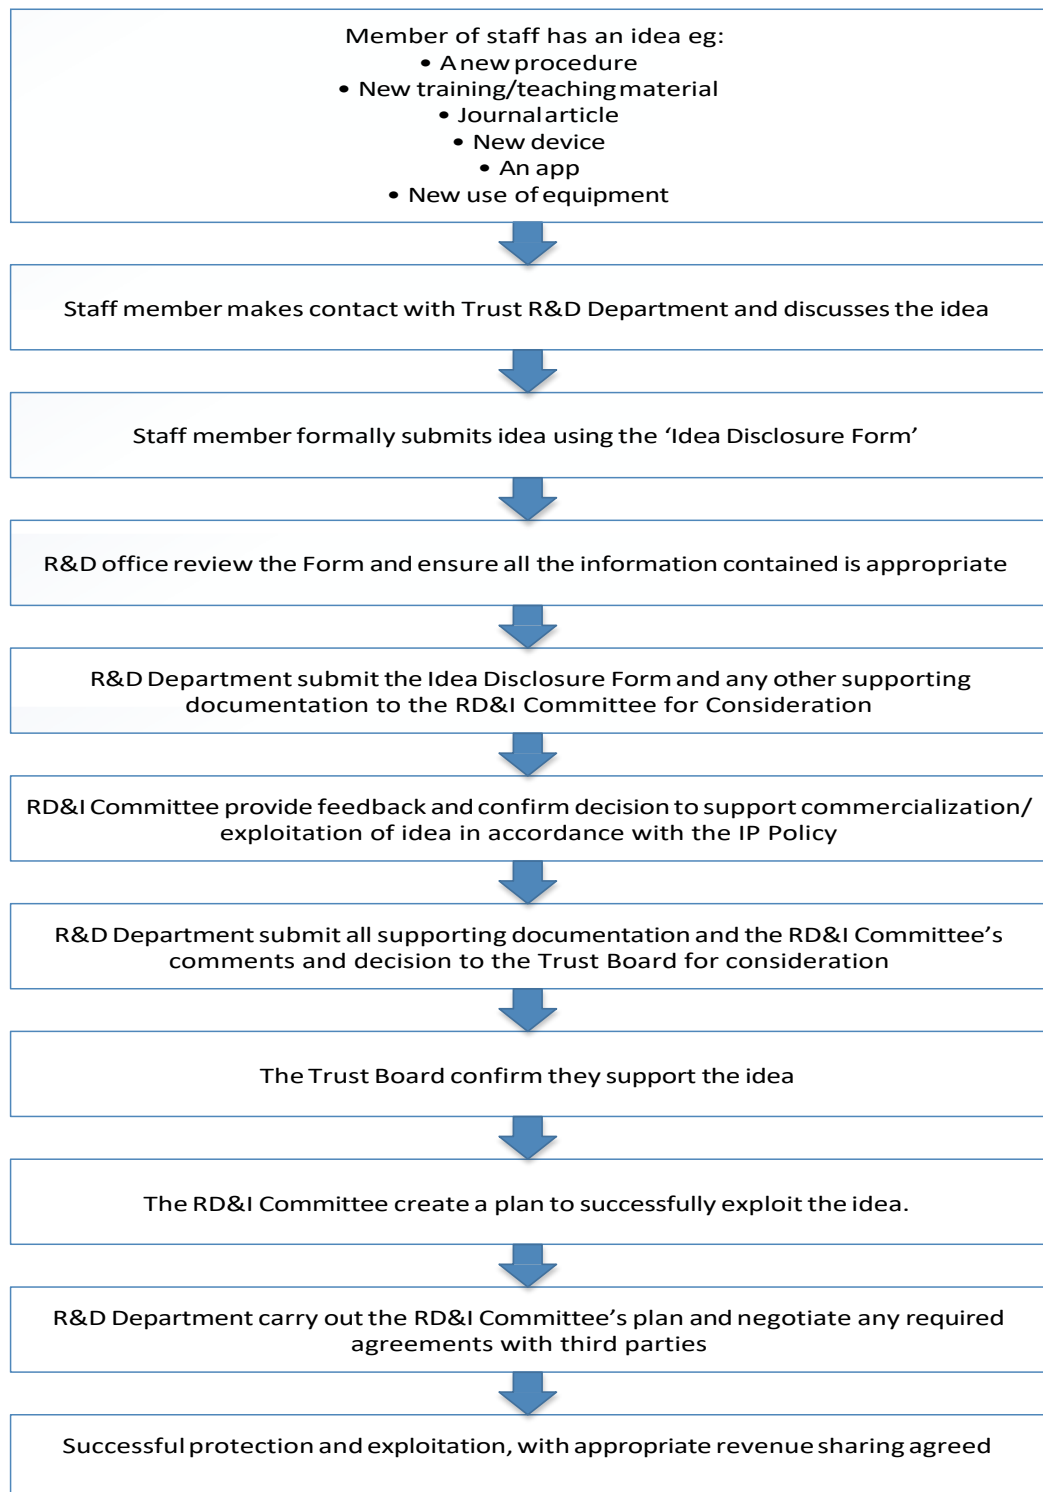 Member of staff has an idea eg:
• A new procedure
• New training/teaching material
• Journal article
• New device
• An app
• New use of equipment
Staff member makes contact with Trust R&D Department and discusses the idea
Staff member formally submits idea using the ‘Idea Disclosure Form’
R&D office review the Form and ensure all the information contained is appropriate
R&D Department submit the Idea Disclosure Form and any other supporting
documentation to the RD&I Committee for Consideration
RD&I Committee provide feedback and confirm decision to support commercialization/
exploitation of idea in accordance with the IP Policy
R&D Department submit all supporting documentation and the RD&I Committee’s
comments and decision to the Trust Board for consideration
The Trust Board confirm they support the idea
The RD&I Committee create a plan to successfully exploit the idea.
R&D Department carry out the RD&I Committee’s plan and negotiate any required
agreements with third parties
Successful protection and exploitation, with appropriate revenue sharing agreed